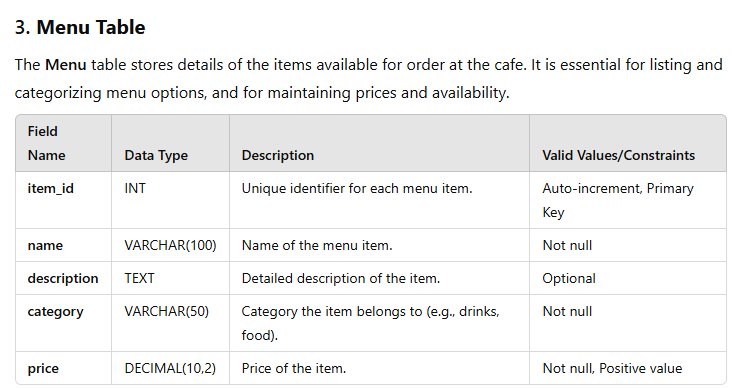 3. Menu Table
The Menu table stores details of the items available for order at the cafe. It is essential for listing and
categorizing menu options, and for maintaining prices and availability.
Field
Name Data Type Description Valid Values/Constraints
item_id INT Unique identifier for each menu item. Auto-increment, Primary
Key
name VARCHAR(100) Name of the menu item. Not null
description TEXT Detailed description of the item. Optional
category VARCHAR(50) Category the item belongs to (e.g., drinks, Not null
food).
price DECIMAL(10,2) Price of the item. Not null, Positive value